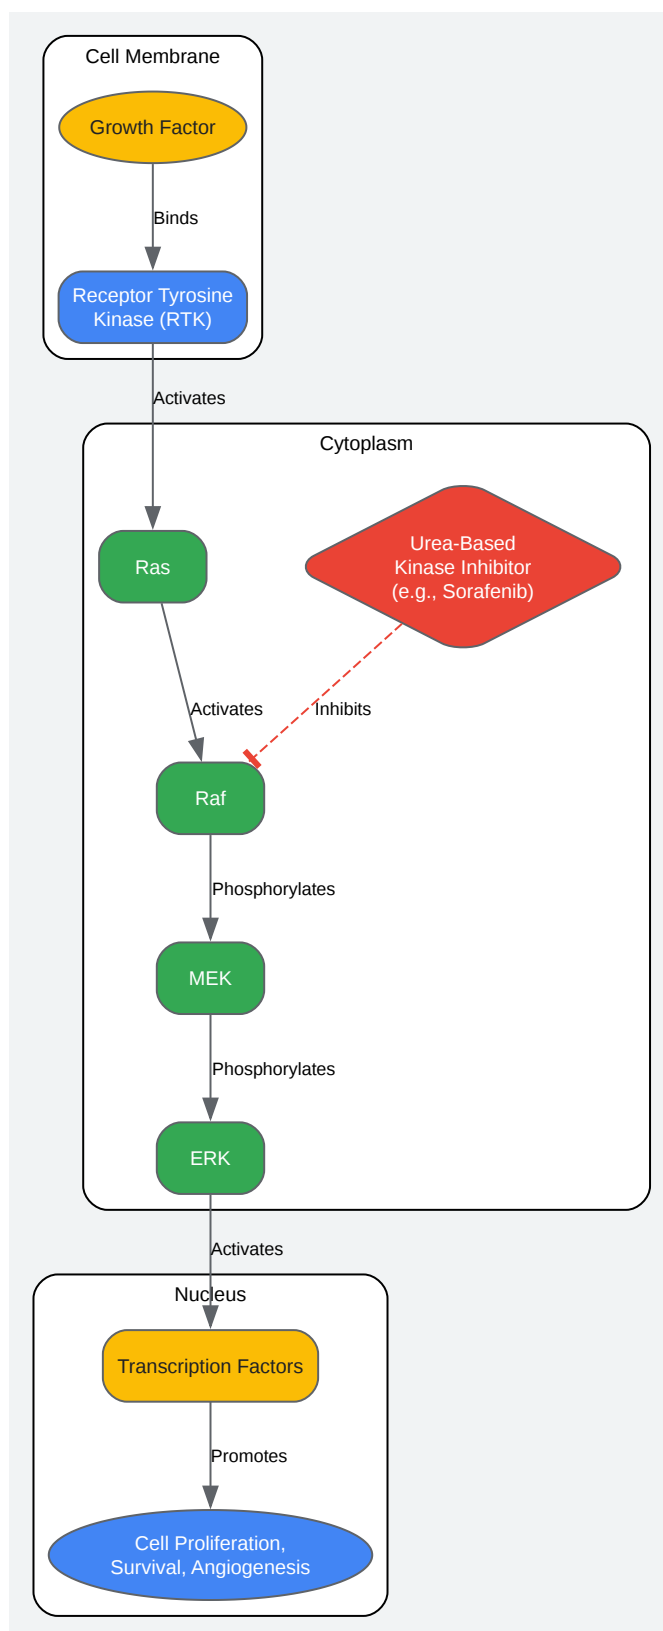 Cell Membrane
Growth Factor
Binds
Receptor Tyrosine
Kinase (RTK)
Activates
Cytoplasm
Ras
Urea-Based
Kinase Inhibitor
(e.g., Sorafenib)
Activates
Inhibits
Raf
Phosphorylates
MEK
Phosphorylates
ERK
Activates
Nucleus
Transcription Factors
Promotes
Cell Proliferation,
Survival, Angiogenesis